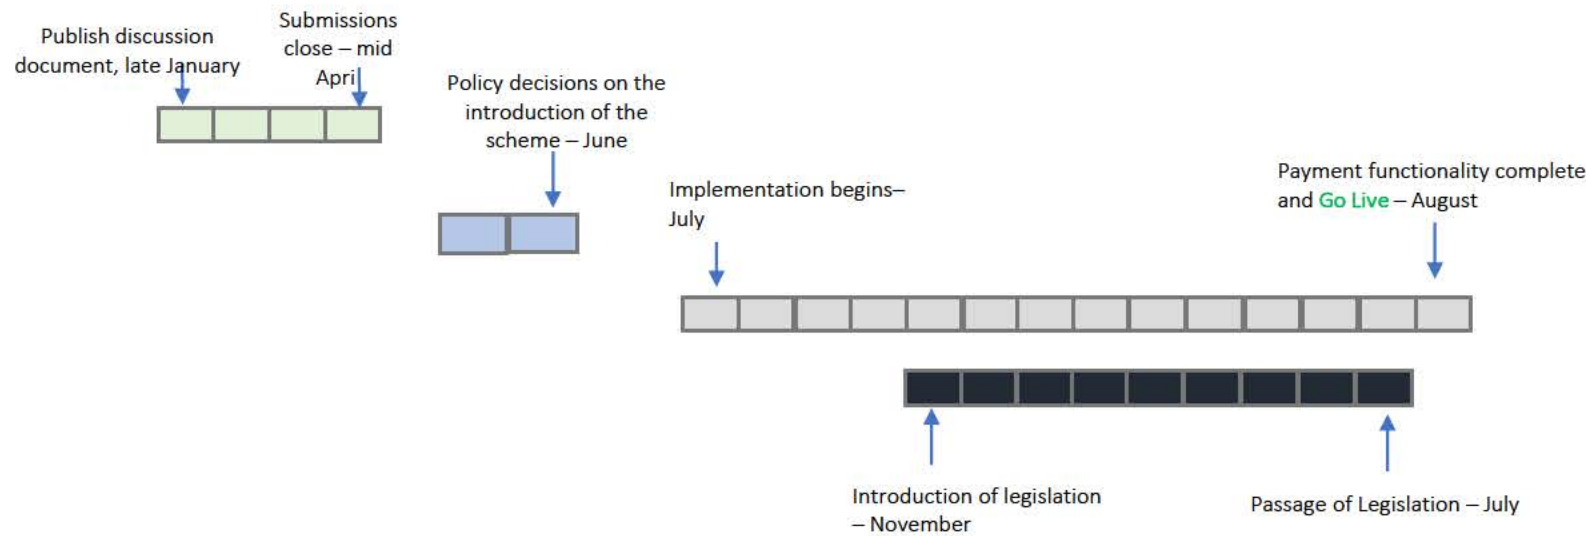 Publish discussion
document, late January
Submissions
close – mid
Apri
Policy decisions on the
introduction of the
scheme – June
Implementation begins–
July
Payment functionality complete
and Go Live – August
Introduction of legislation
– November
Passage of Legislation – July